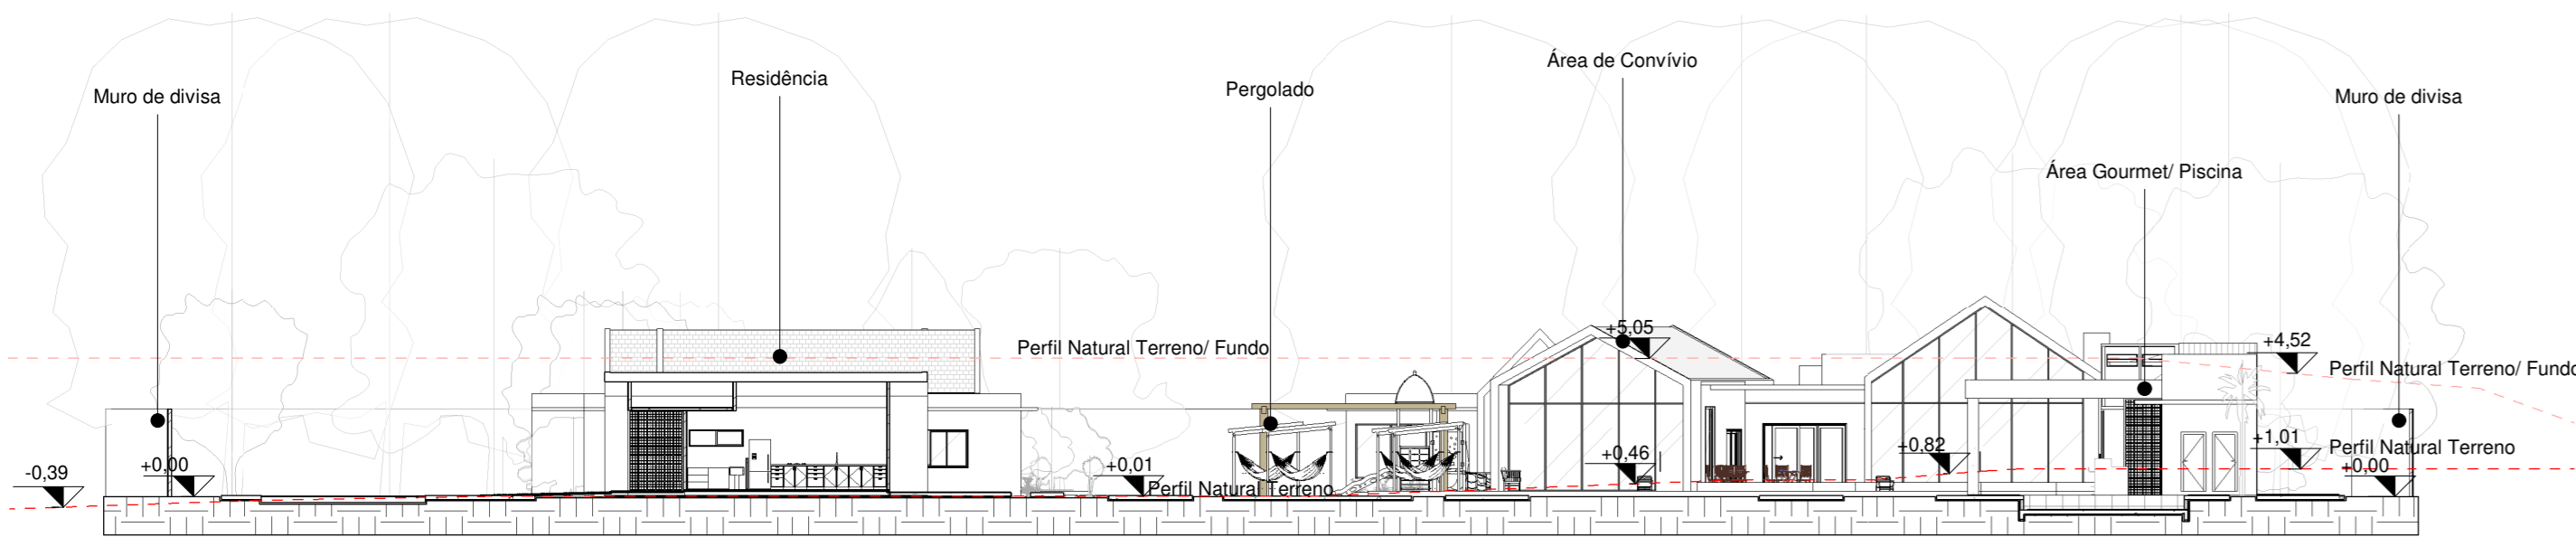 Muro de divisa
Residência
Pergolado
Área de Convívio
Área Gourmet/ Piscina
Muro de divisa
Perfil Natural Terreno/ Fundo
+5,05
+4,52
Perfil Natural Terreno/ Fundo
-0,39
+0,00
+0,01
Perfil Natural Terreno
+0,46
+0,82
+1,01
Perfil Natural Terreno
+0,00